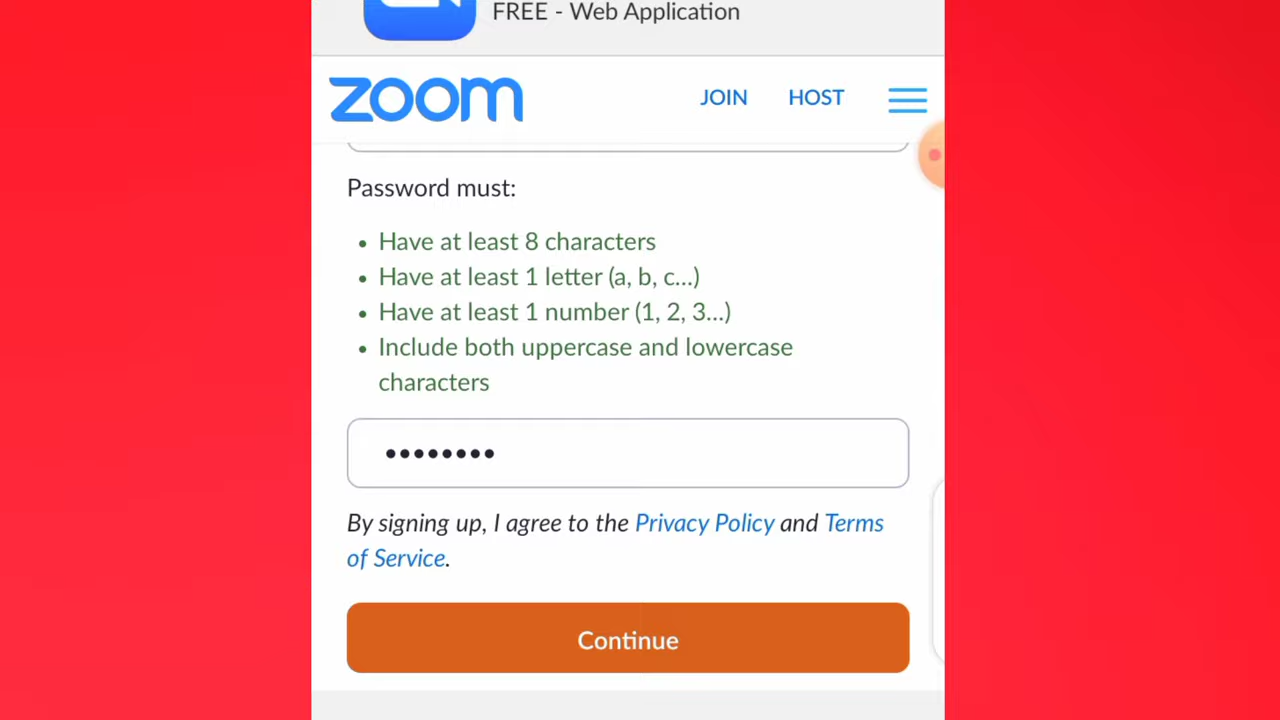 FREE - Web Application
zoom
JOIN HOST
Password must:
• Have at least 8 characters
• Have at least 1 letter (a, b, c...)
• Have at least 1 number (1, 2, 3...)
• Include both uppercase and lowercase
characters
••••••••
By signing up, I agree to the Privacy Policy and Terms
of Service.
Continue